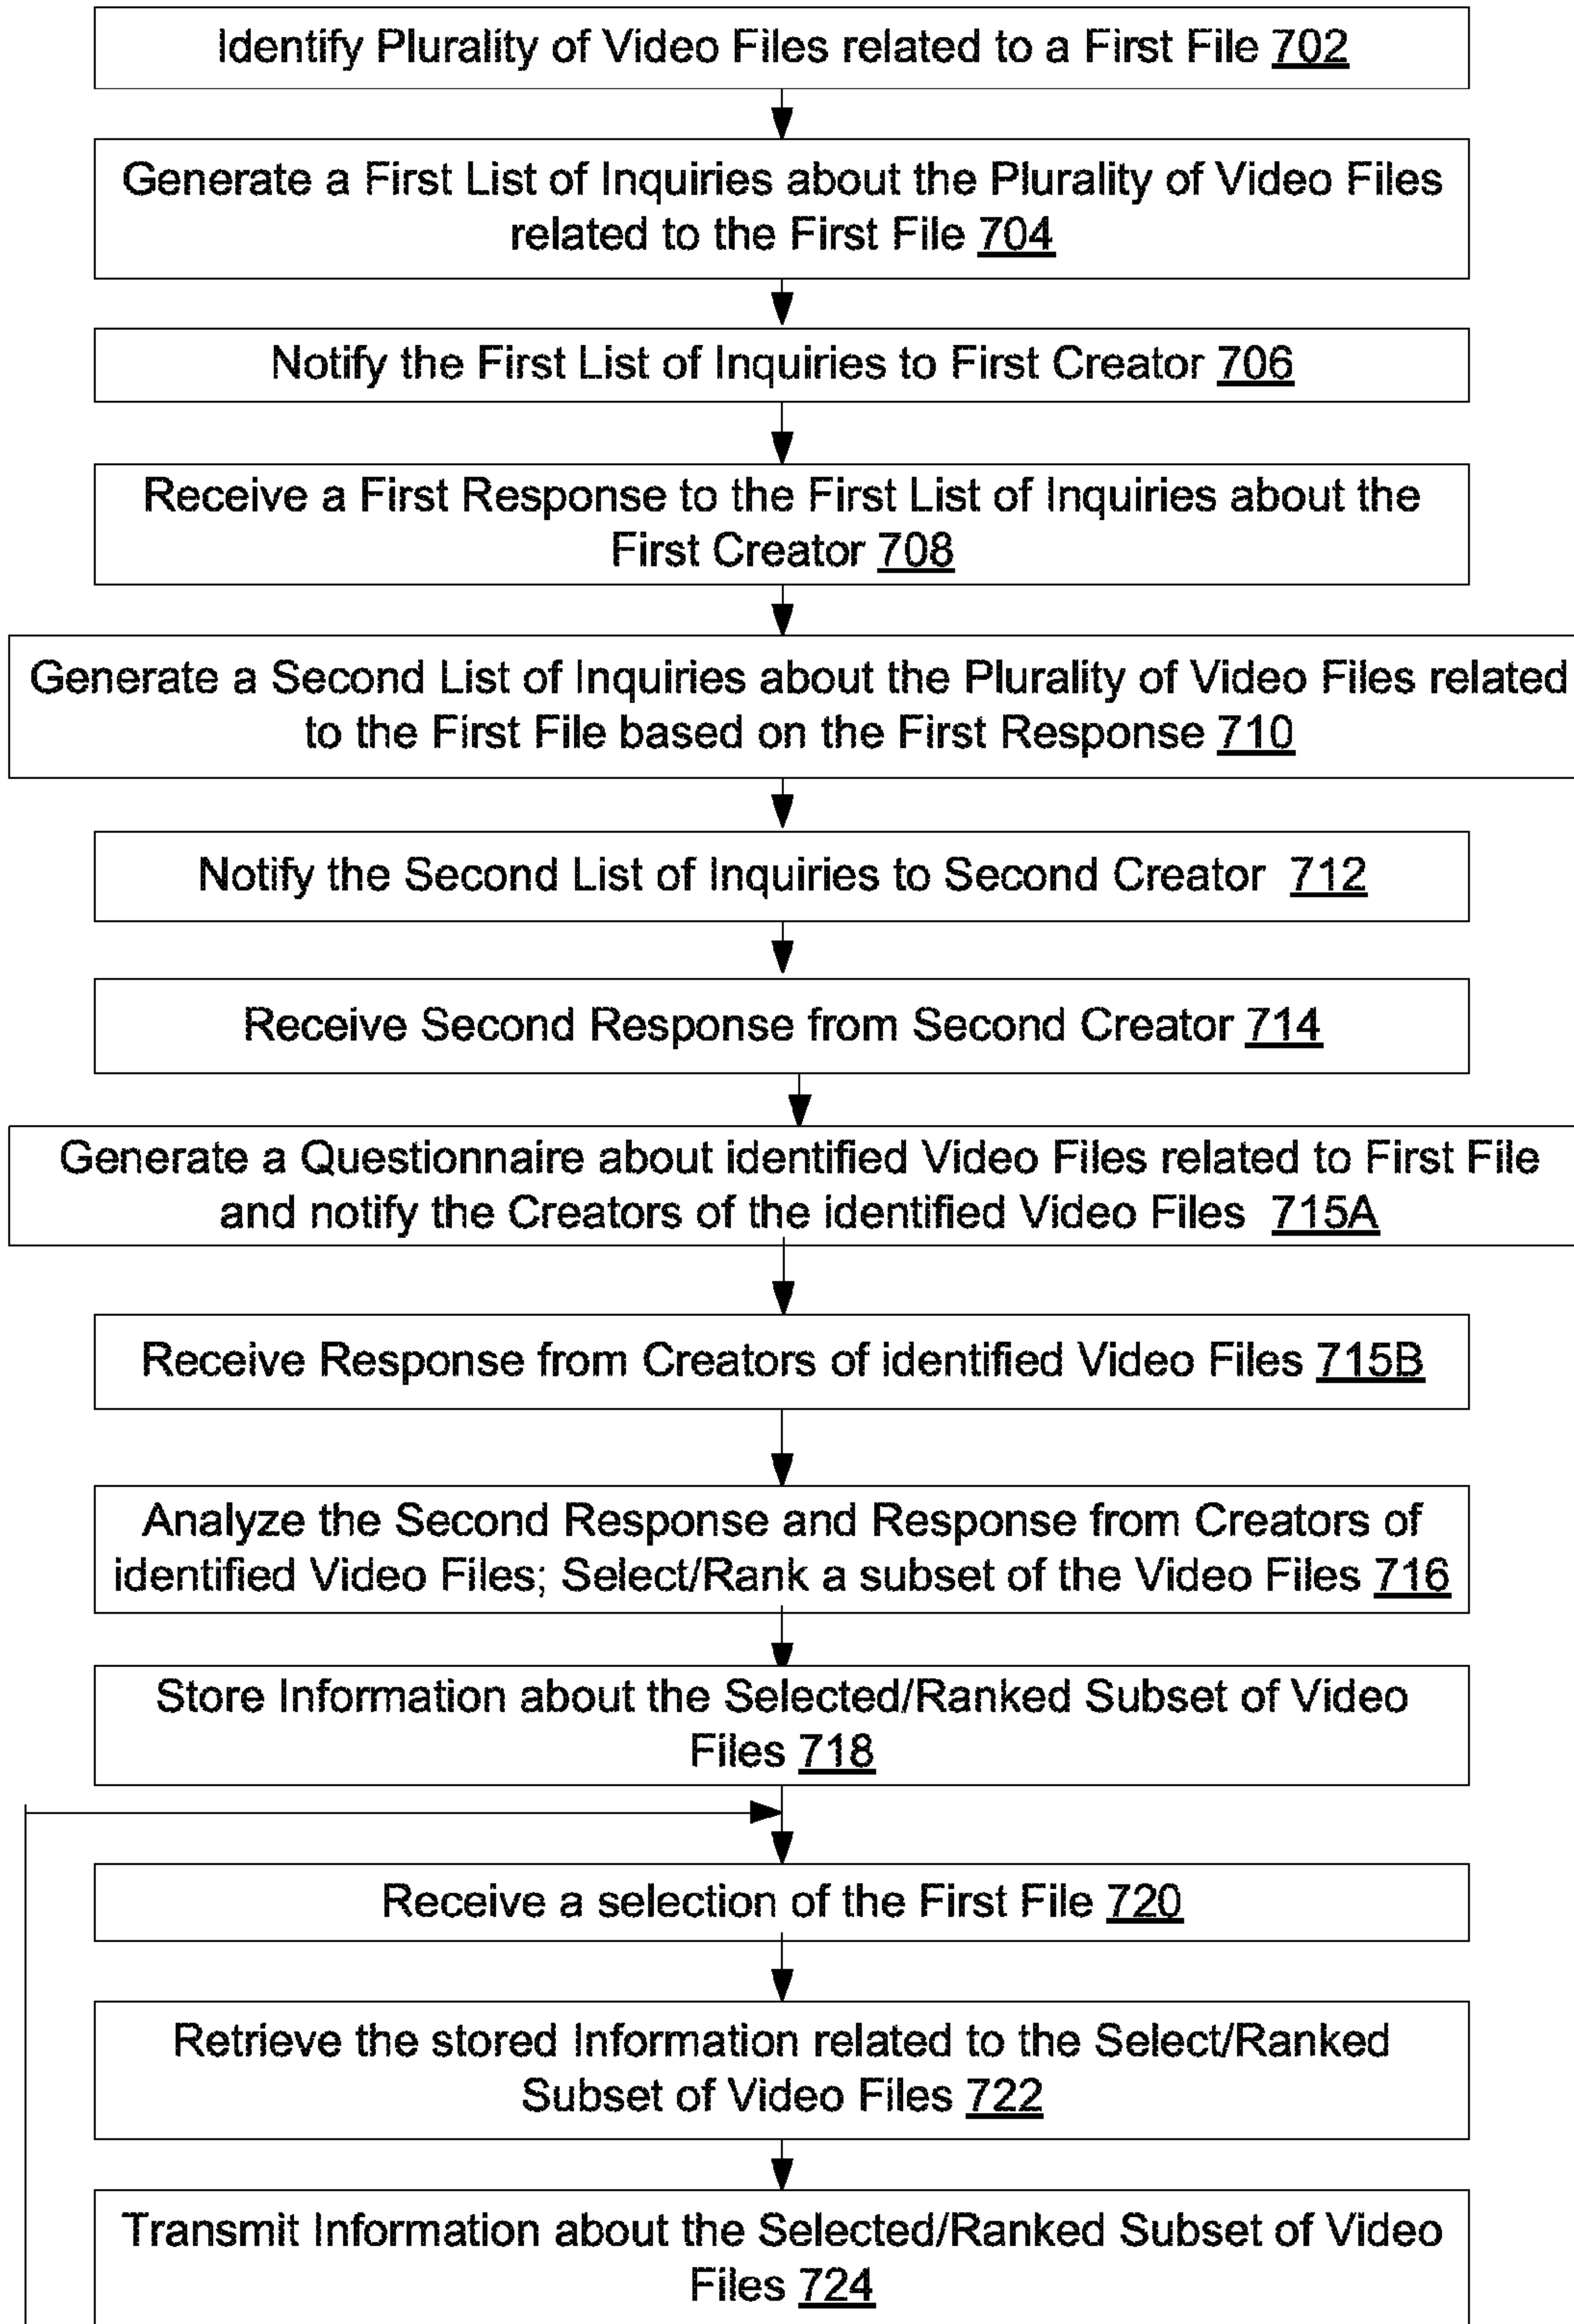 Identify Plurality of Video Files related to a First File 702
Generate a First List of Inquiries about the Plurality of Video Files
related to the First File 704
Notify the First List of Inquiries to First Creator 706
Receive a First Response to the First List of Inquiries about the
First Creator 708
Generate a Second List of Inquiries about the Plurality of Video Files related
to the First File based on the First Response 710
Notify the Second List of Inquiries to Second Creator 712
Receive Second Response from Second Creator 714
Generate a Questionnaire about identified Video Files related to First File
and notify the Creators of the identified Video Files 715A
Receive Response from Creators of identified Video Files 715B
Analyze the Second Response and Response from Creators of
identified Video Files; Select/Rank a subset of the Video Files 716
Store Information about the Selected/Ranked Subset of Video
Files 718
Receive a selection of the First File 720
Retrieve the stored Information related to the Select/Ranked
Subset of Video Files 722
Transmit Information about the Selected/Ranked Subset of Video
Files 724